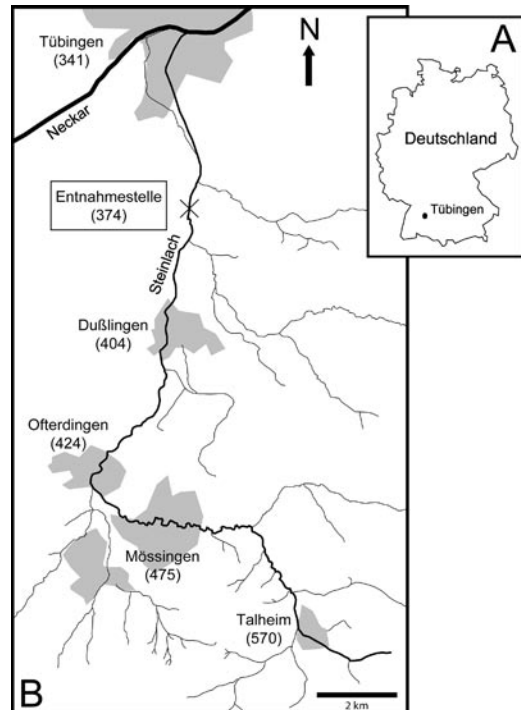 Tübingen
(341)
N
A
Neckar
Deutschland
Tübingen
Entnahmestelle
(374)
Steinlach
Dußlingen
(404)
Ofterdingen
(424)
Mössingen
(475)
Talheim
(570)
B
2 km